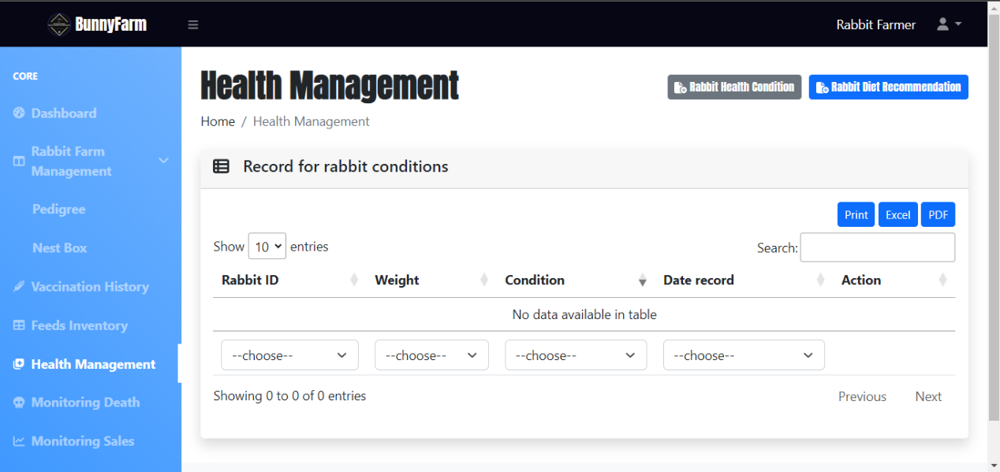 BunnyFarm
Rabbit Farmer
CORE
Dashboard
Rabbit Farm
Management
Pedigree
Nest Box
Vaccination History
Feeds Inventory
Health Management
Monitoring Death
Monitoring Sales
Health Management
Rabbit Health Condition
Rabbit Diet Recommendation
Home / Health Management
Record for rabbit conditions
Print Excel PDF
Show 10 entries
Search:
Rabbit ID Weight Condition Date record Action
No data available in table
--choose-- --choose-- --choose-- --choose--
Showing 0 to 0 of 0 entries
Previous Next